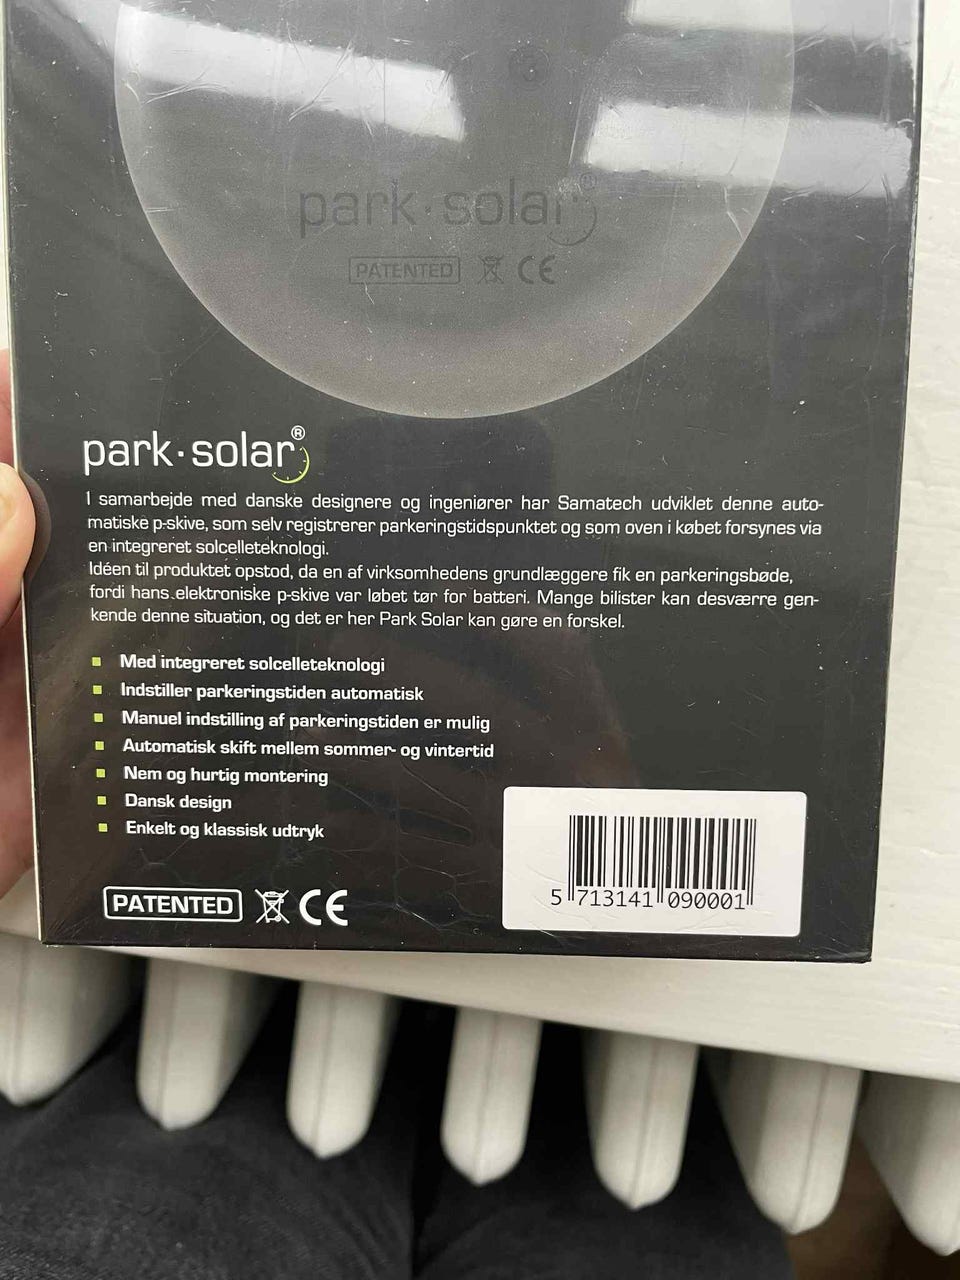 park·solar®
PATENTED CE
park·solar®
I samarbejde med danske designere og ingeniører har Samatech udviklet denne auto-
matiske p-skive, som selv registrerer parkeringstidspunktet og som oven i købet forsynes via
en integreret solcelleteknologi.
Idéen til produktet opstod, da en af virksomhedens grundlæggere fik en parkeringsbøde,
fordi hans elektroniske p-skive var løbet tør for batteri. Mange bilister kan desværre gen-
kende denne situation, og det er her Park Solar kan gøre en forskel.
Med integreret solcelleteknologi
Indstiller parkeringstiden automatisk
Manuel indstilling af parkeringstiden er mulig
Automatisk skift mellem sommer- og vintertid
Nem og hurtig montering
Dansk design
Enkelt og klassisk udtryk
PATENTED CE
5 713141 090001